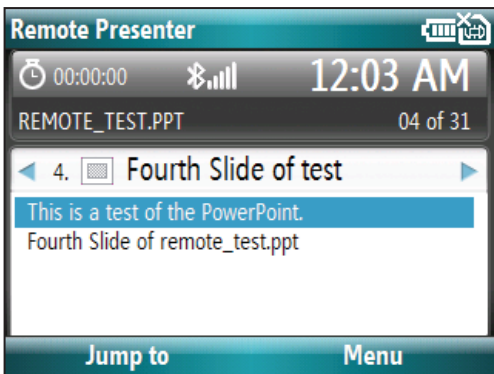 Remote Presenter
00:00:00 12:03 AM
REMOTE_TEST.PPT 04 of 31
4. Fourth Slide of test
This is a test of the PowerPoint.
Fourth Slide of remote_test.ppt
Jump to Menu